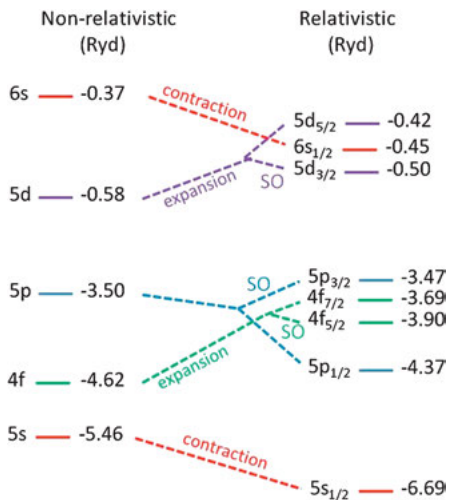 Non-relativistic
(Ryd)
Relativistic
(Ryd)
6s -0.37
contraction
5d5/2 -0.42
6s1/2 -0.45
5d3/2 -0.50
SO
expansion
5d -0.58
SO
5p3/2 -3.47
5p -3.50
4f7/2 -3.69
4f5/2 -3.90
SO
expansion
5p1/2 -4.37
4f -4.62
5s -5.46
contraction
5s1/2 -6.69